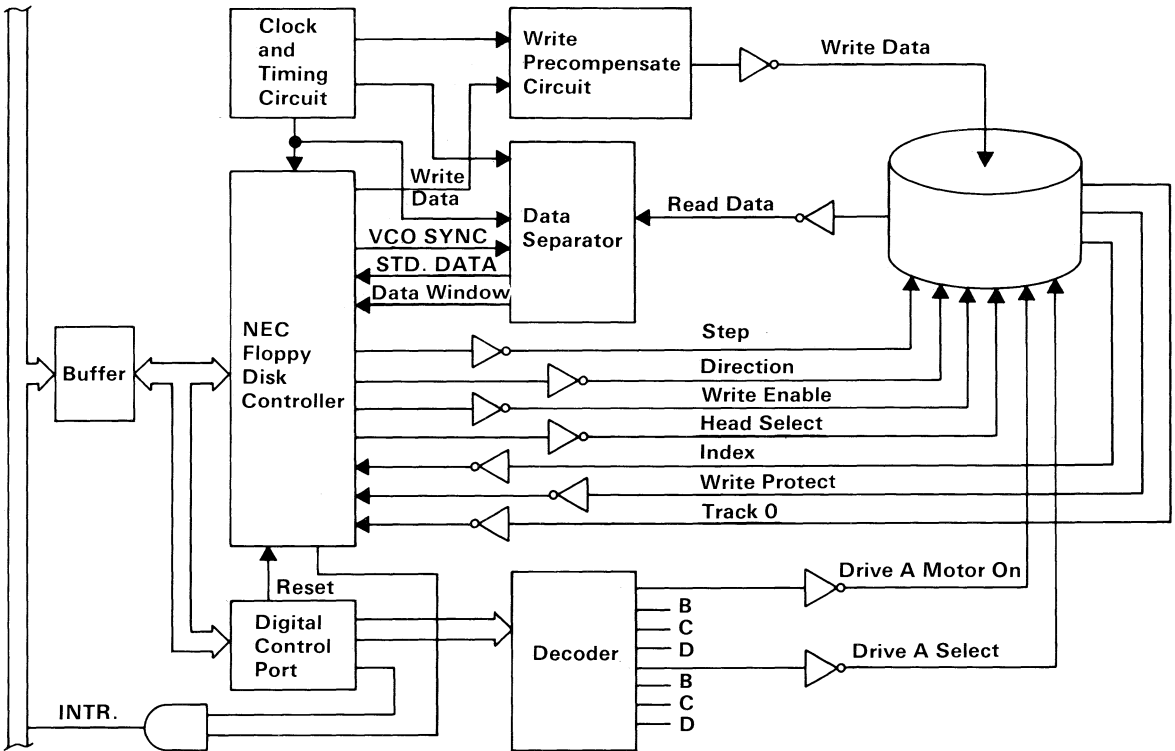 Clock
and
Timing
Circuit
Write
Precompensate
Circuit
Write Data
Write
Data
Data
Separator
Read Data
VCO SYNC
STD. DATA
Data Window
NEC
Floppy
Disk
Controller
Buffer
Step
Direction
Write Enable
Head Select
Index
Write Protect
Track 0
Reset
Digital
Control
Port
Decoder
Drive A Motor On
B
C
D
Drive A Select
B
C
D
INTR.